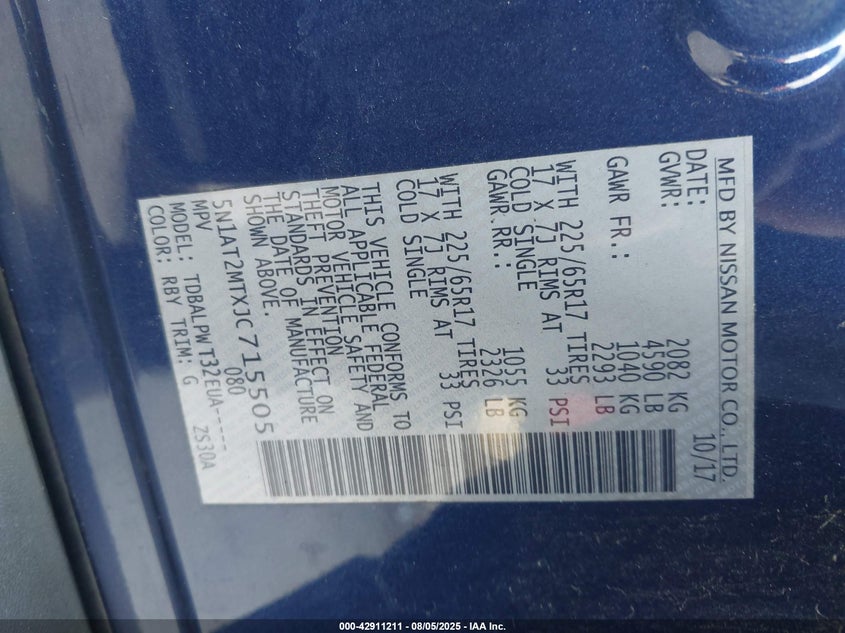 MFD BY NISSAN MOTOR CO., LTD.
DATE: 10/17
GVWR: 2082 KG
4590 LB
GAWR FR.: 1040 KG
2293 LB
WITH 225/65R17 TIRES
17 X 7J RIMS AT 33 PSI
COLD SINGLE
GAWR RR.: 1055 KG
2326 LB
WITH 225/65R17 TIRES
17 X 7J RIMS AT 33 PSI
COLD SINGLE
THIS VEHICLE CONFORMS TO
ALL APPLICABLE FEDERAL
MOTOR VEHICLE SAFETY AND
THEFT PREVENTION
STANDARDS IN EFFECT ON
THE DATE OF MANUFACTURE
SHOWN ABOVE.
5N1AT2MTXJC715505
MPV 080
MODEL: TDBALPWT32EUA-----
COLOR: RBY TRIM: G ZS30A
000-42911211 - 08/05/2025 - IAA Inc.